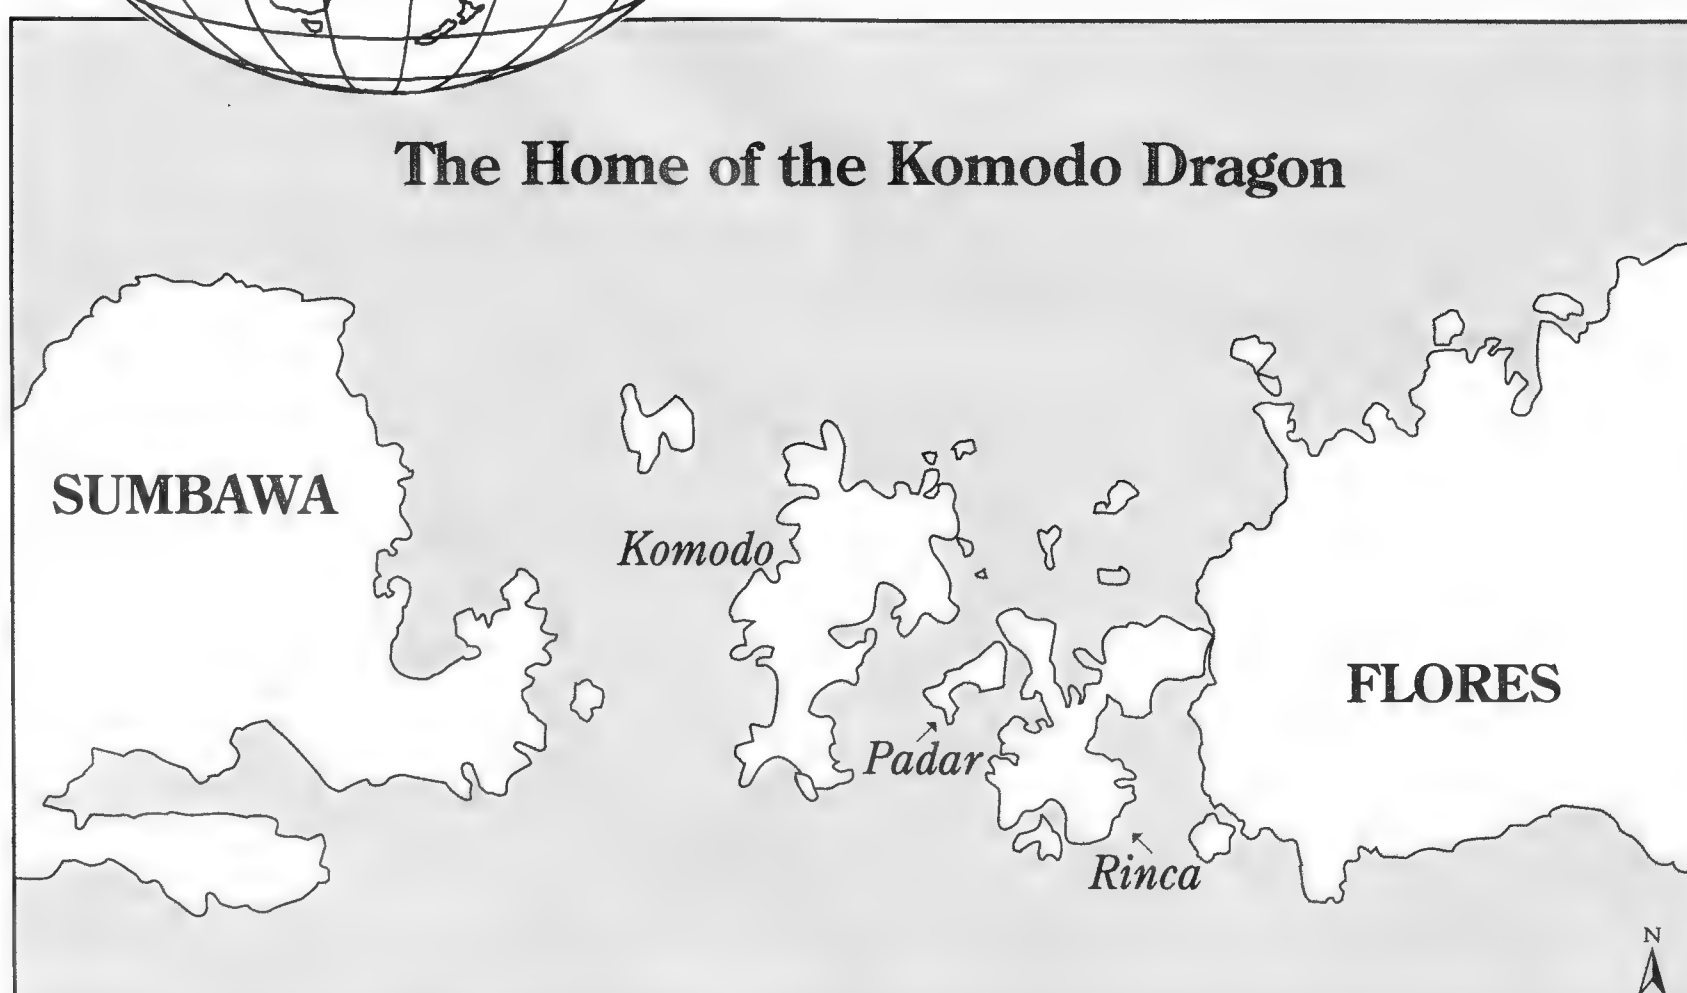 The Home of the Komodo Dragon
SUMBAWA
Komodo
FLORES
Padar
Rinca
N